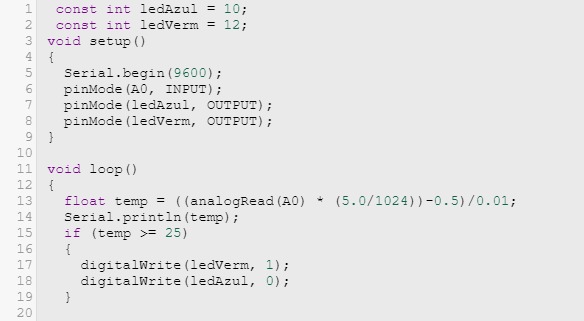 1 const int ledAzul = 10;
2 const int ledVerm = 12;
3 void setup()
4 {
5   Serial.begin(9600);
6   pinMode(A0, INPUT);
7   pinMode(ledAzul, OUTPUT);
8   pinMode(ledVerm, OUTPUT);
9 }
10
11 void loop()
12 {
13   float temp = ((analogRead(A0) * (5.0/1024))-0.5)/0.01;
14   Serial.println(temp);
15   if (temp >= 25)
16   {
17     digitalWrite(ledVerm, 1);
18     digitalWrite(ledAzul, 0);
19   }
20